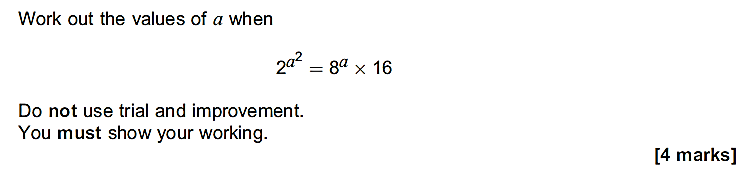 Work out the values of a when
2^{a^2} = 8^a × 16
Do not use trial and improvement.
You must show your working.
[4 marks]